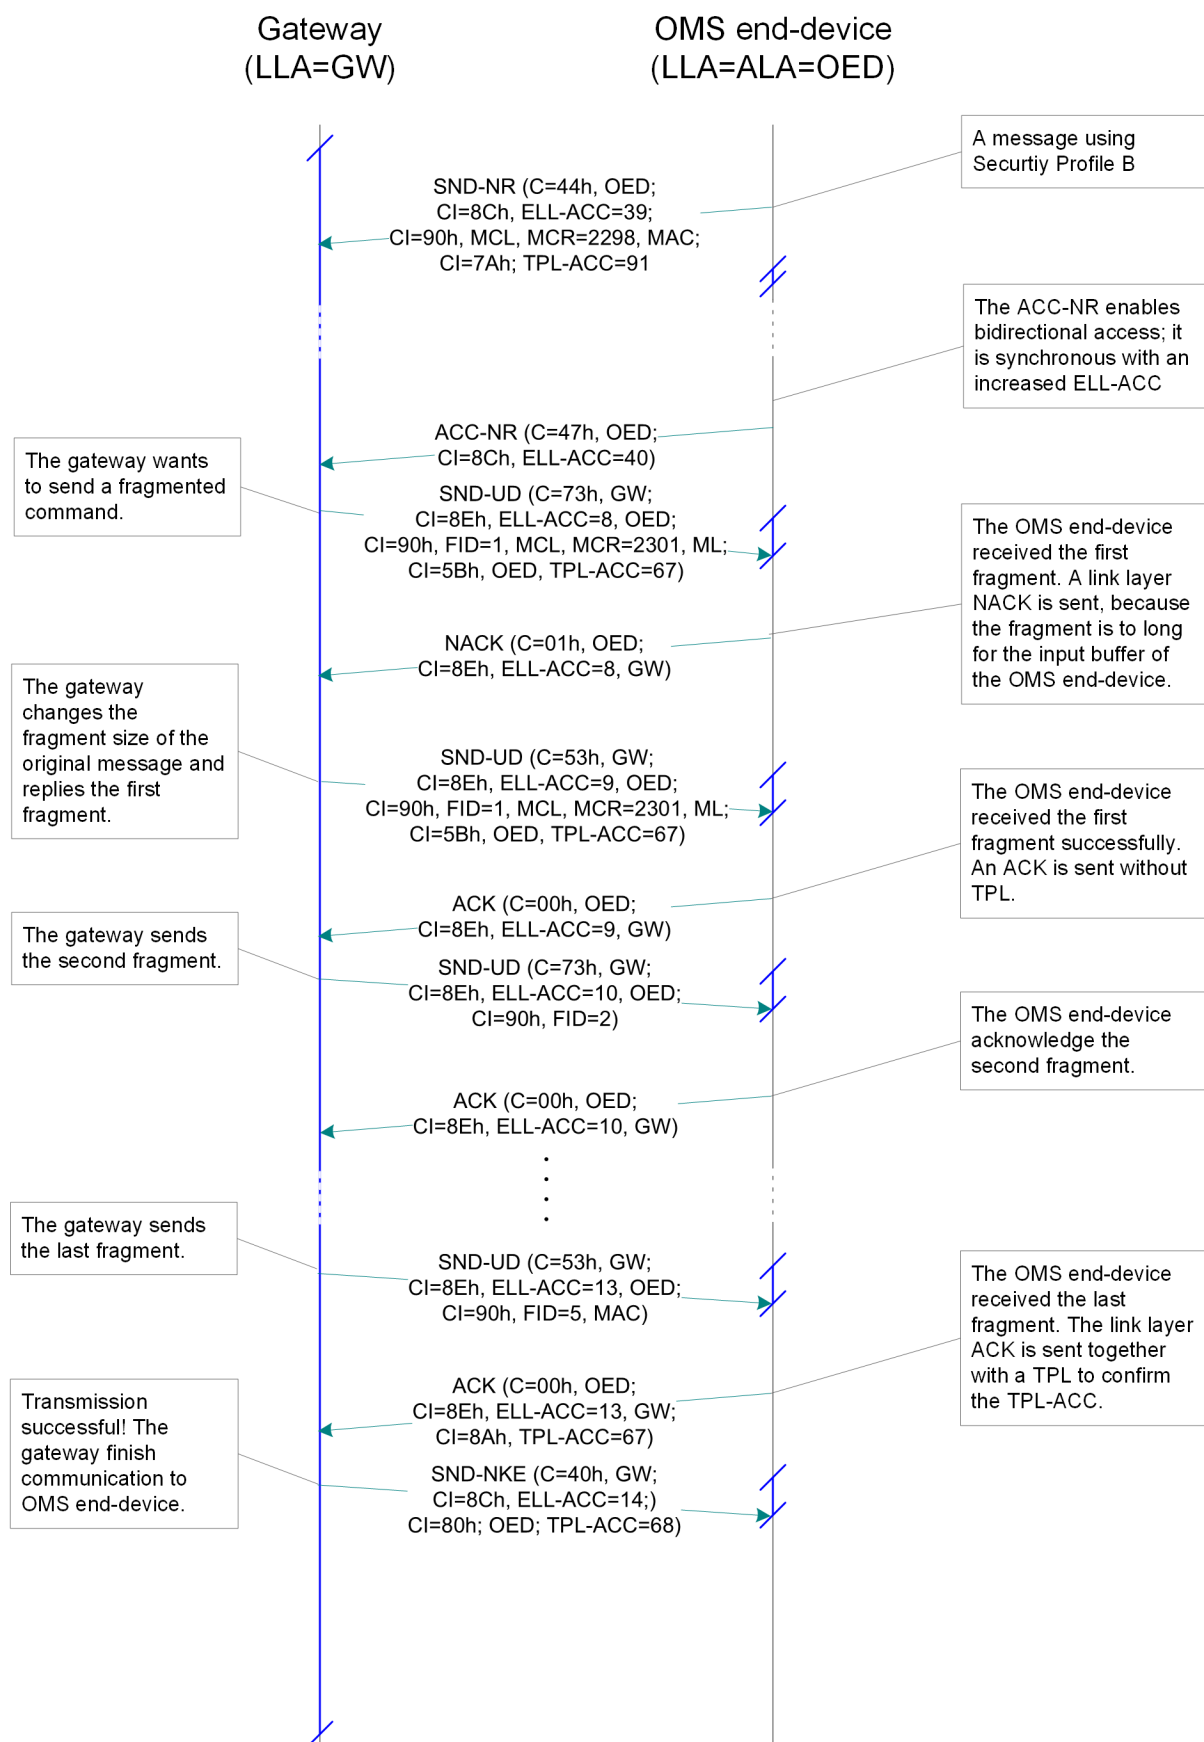 Gateway
(LLA=GW)
OMS end-device
(LLA=ALA=OED)
A message using
Securtiy Profile B
SND-NR (C=44h, OED;
CI=8Ch, ELL-ACC=39;
CI=90h, MCL, MCR=2298, MAC;
CI=7Ah; TPL-ACC=91
The ACC-NR enables
bidirectional access; it
is synchronous with an
increased ELL-ACC
ACC-NR (C=47h, OED;
CI=8Ch, ELL-ACC=40)
The gateway wants
to send a fragmented
command.
SND-UD (C=73h, GW;
CI=8Eh, ELL-ACC=8, OED;
CI=90h, FID=1, MCL, MCR=2301, ML;
CI=5Bh, OED, TPL-ACC=67)
The OMS end-device
received the first
fragment. A link layer
NACK is sent, because
the fragment is to long
for the input buffer of
the OMS end-device.
NACK (C=01h, OED;
CI=8Eh, ELL-ACC=8, GW)
The gateway
changes the
fragment size of the
original message and
replies the first
fragment.
SND-UD (C=53h, GW;
CI=8Eh, ELL-ACC=9, OED;
CI=90h, FID=1, MCL, MCR=2301, ML;
CI=5Bh, OED, TPL-ACC=67)
The OMS end-device
received the first
fragment successfully.
An ACK is sent without
TPL.
ACK (C=00h, OED;
CI=8Eh, ELL-ACC=9, GW)
The gateway sends
the second fragment.
SND-UD (C=73h, GW;
CI=8Eh, ELL-ACC=10, OED;
CI=90h, FID=2)
The OMS end-device
acknowledge the
second fragment.
ACK (C=00h, OED;
CI=8Eh, ELL-ACC=10, GW)
The gateway sends
the last fragment.
SND-UD (C=53h, GW;
CI=8Eh, ELL-ACC=13, OED;
CI=90h, FID=5, MAC)
The OMS end-device
received the last
fragment. The link layer
ACK is sent together
with a TPL to confirm
the TPL-ACC.
ACK (C=00h, OED;
CI=8Eh, ELL-ACC=13, GW;
CI=8Ah, TPL-ACC=67)
Transmission
successful! The
gateway finish
communication to
OMS end-device.
SND-NKE (C=40h, GW;
CI=8Ch, ELL-ACC=14;)
CI=80h; OED; TPL-ACC=68)